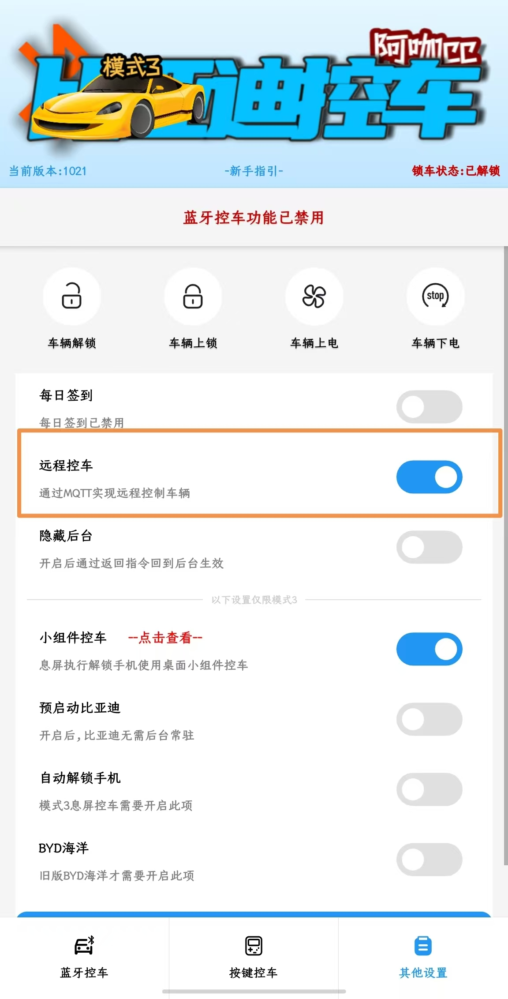 阿咖cc
模式3
比亚迪控车
当前版本:1021
-新手指引-
锁车状态:已解锁
蓝牙控车功能已禁用
stop
车辆解锁
车辆上锁
车辆上电
车辆下电
每日签到
每日签到已禁用
远程控车
通过MQTT实现远程控制车辆
隐藏后台
开启后通过返回指令回到后台生效
以下设置仅限模式3
小组件控车
--点击查看--
息屏执行解锁手机使用桌面小组件控车
预启动比亚迪
开启后,比亚迪无需后台常驻
自动解锁手机
模式3息屏控车需要开启此项
BYD海洋
旧版BYD海洋才需要开启此项
蓝牙控车
按键控车
其他设置